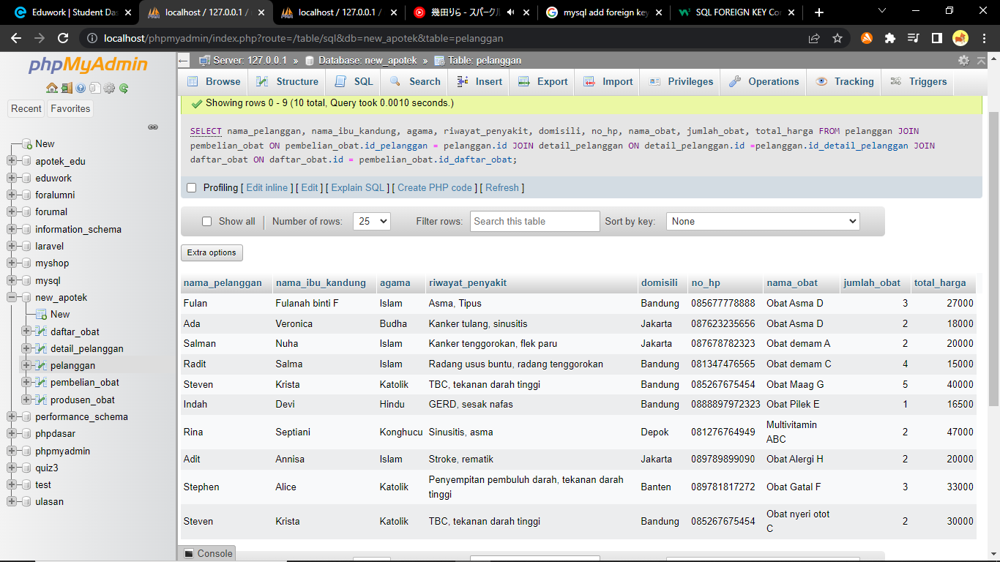 Eduwork | Student Das
localhost / 127.0.0.1 /
localhost / 127.0.0.1 /
幾田りら - スパークル
mysql add foreign key
SQL FOREIGN KEY Con
localhost/phpmyadmin/index.php?route=/table/sql&db=new_apotek&table=pelanggan
phpMyAdmin
Recent Favorites
New
apotek_edu
eduwork
foralumni
forumal
information_schema
laravel
myshop
mysql
new_apotek
New
daftar_obat
detail_pelanggan
pelanggan
pembelian_obat
produsen_obat
performance_schema
phpdasar
phpmyadmin
quiz3
test
ulasan
Server: 127.0.0.1 » Database: new_apotek » Table: pelanggan
Browse Structure SQL Search Insert Export Import Privileges Operations Tracking Triggers
Showing rows 0 - 9 (10 total, Query took 0.0010 seconds.)
SELECT nama_pelanggan, nama_ibu_kandung, agama, riwayat_penyakit, domisili, no_hp, nama_obat, jumlah_obat, total_harga FROM pelanggan JOIN
pembelian_obat ON pembelian_obat.id_pelanggan = pelanggan.id JOIN detail_pelanggan ON detail_pelanggan.id =pelanggan.id_detail_pelanggan JOIN
daftar_obat ON daftar_obat.id = pembelian_obat.id_daftar_obat;
Profiling [ Edit inline ] [ Edit ] [ Explain SQL ] [ Create PHP code ] [ Refresh ]
Show all Number of rows: 25 Filter rows: Search this table Sort by key: None
Extra options
nama_pelanggan nama_ibu_kandung agama riwayat_penyakit domisili no_hp nama_obat jumlah_obat total_harga
Fulan Fulanah binti F Islam Asma, Tipus Bandung 085677778888 Obat Asma D 3 27000
Ada Veronica Budha Kanker tulang, sinusitis Jakarta 087623235656 Obat Asma D 2 18000
Salman Nuha Islam Kanker tenggorokan, flek paru Jakarta 087678782323 Obat demam A 2 20000
Radit Salma Islam Radang usus buntu, radang tenggorokan Bandung 081347476565 Obat demam C 4 15000
Steven Krista Katolik TBC, tekanan darah tinggi Bandung 085267675454 Obat Maag G 5 40000
Indah Devi Hindu GERD, sesak nafas Bandung 0888897972323 Obat Pilek E 1 16500
Rina Septiani Konghucu Sinusitis, asma Depok 081276764949 Multivitamin 2 47000
ABC
Adit Annisa Islam Stroke, rematik Jakarta 089789899090 Obat Alergi H 2 20000
Stephen Alice Katolik Penyempitan pembuluh darah, tekanan darah Banten 089781817272 Obat Gatal F 3 33000
tinggi
Steven Krista Katolik TBC, tekanan darah tinggi Bandung 085267675454 Obat nyeri otot 2 30000
C
Console